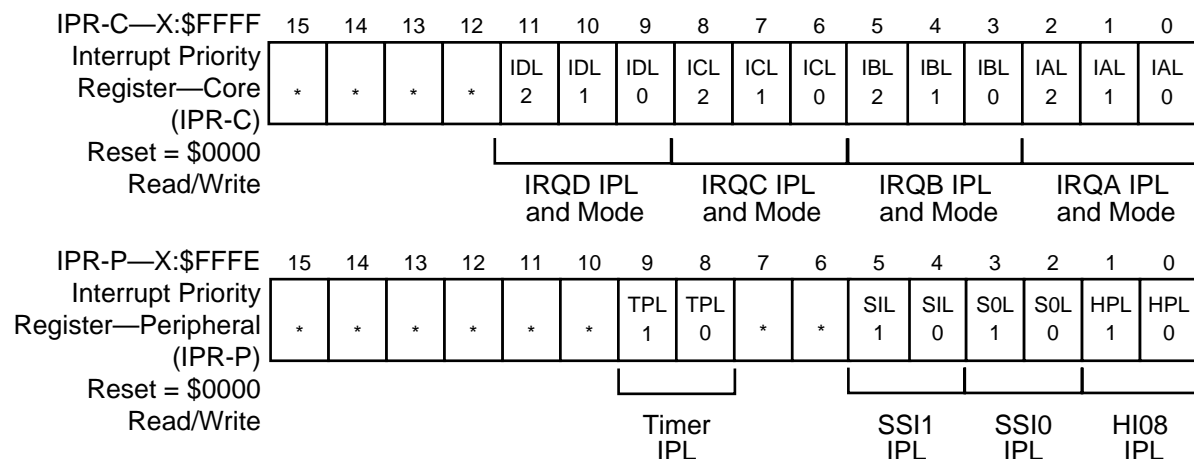 IPR-C—X:$FFFF 15 14 13 12 11 10 9 8 7 6 5 4 3 2 1 0
Interrupt Priority
Register—Core
(IPR-C)
Reset = $0000
Read/Write
* * * * IDL IDL IDL ICL ICL ICL IBL IBL IBL IAL IAL IAL
2 1 0 2 1 0 2 1 0 2 1 0
IRQD IPL IRQC IPL IRQB IPL IRQA IPL
and Mode and Mode and Mode and Mode
IPR-P—X:$FFFE 15 14 13 12 11 10 9 8 7 6 5 4 3 2 1 0
Interrupt Priority
Register—Peripheral
(IPR-P)
Reset = $0000
Read/Write
* * * * * * TPL TPL * * SIL SIL S0L S0L HPL HPL
1 0 1 0 1 0 1 0
Timer SSI1 SSI0 HI08
IPL IPL IPL IPL